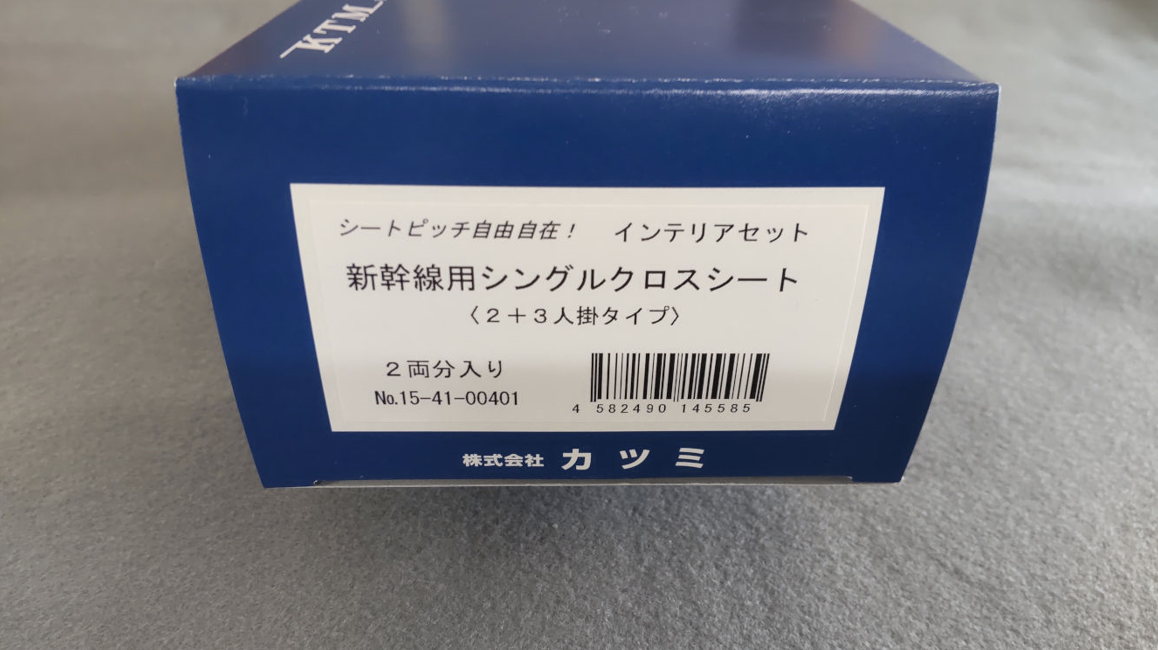 KTM
シートピッチ自由自在！ インテリアセット
新幹線用シングルクロスシート
〈２＋３人掛タイプ〉
２両分入り
No.15-41-00401
4 582490 145585
株式会社 カツミ